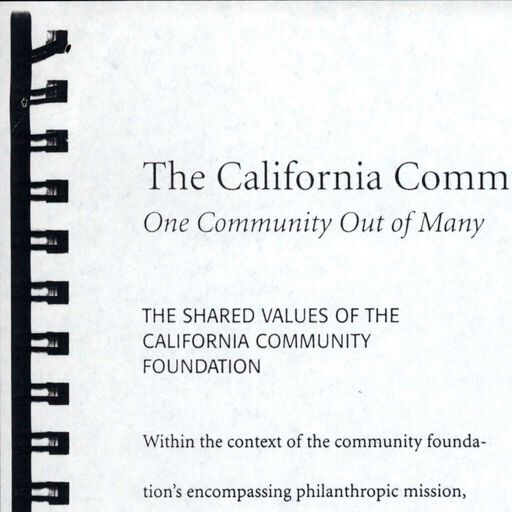 The California Comm
One Community Out of Many
THE SHARED VALUES OF THE
CALIFORNIA COMMUNITY
FOUNDATION
Within the context of the community founda-
tion's encompassing philanthropic mission,